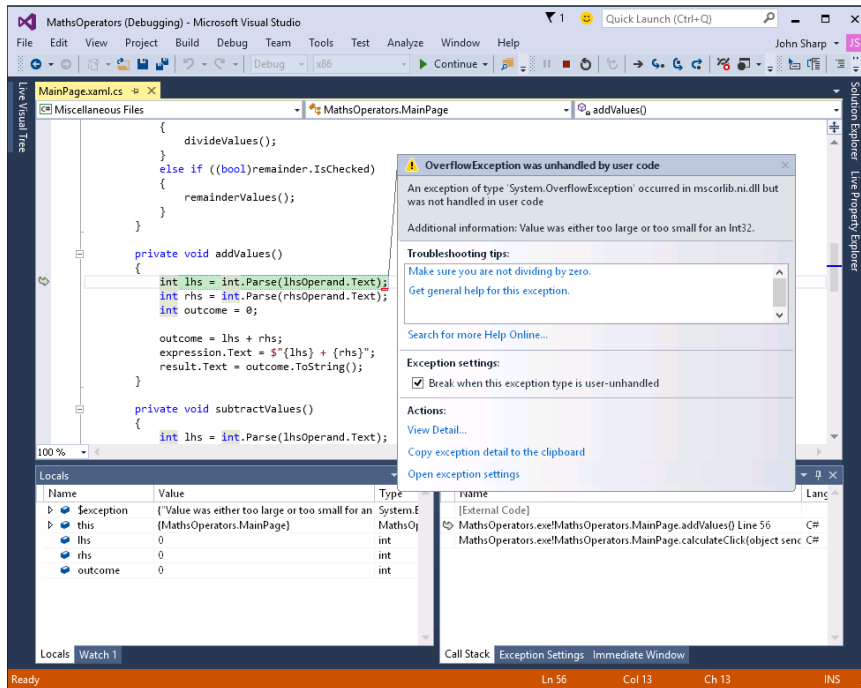 MathsOperators (Debugging) - Microsoft Visual Studio
1
Quick Launch (Ctrl+Q)
File Edit View Project Build Debug Team Tools Test Analyze Window Help
John Sharp JS
Debug x86 Continue
Live Visual Tree
MainPage.xaml.cs
Solution Explorer Live Property Explorer
C# Miscellaneous Files MathsOperators.MainPage addValues()
{
divideValues();
}
else if ((bool)remainder.IsChecked)
{
remainderValues();
}
}
private void addValues()
{
int lhs = int.Parse(lhsOperand.Text);
int rhs = int.Parse(rhsOperand.Text);
int outcome = 0;
outcome = lhs + rhs;
expression.Text = $"{lhs} + {rhs}";
result.Text = outcome.ToString();
}
private void subtractValues()
{
int lhs = int.Parse(lhsOperand.Text);
100 %
OverflowException was unhandled by user code
An exception of type 'System.OverflowException' occurred in mscorlib.ni.dll but
was not handled in user code
Additional information: Value was either too large or too small for an Int32.
Troubleshooting tips:
Make sure you are not dividing by zero.
Get general help for this exception.
Search for more Help Online...
Exception settings:
Break when this exception type is user-unhandled
Actions:
View Detail...
Copy exception detail to the clipboard
Open exception settings
Locals
Name Value Type
$exception {"Value was either too large or too small for an System.E
this {MathsOperators.MainPage} MathsOp
lhs 0 int
rhs 0 int
outcome 0 int
Locals Watch 1
Name Lang
[External Code]
MathsOperators.exe!MathsOperators.MainPage.addValues() Line 56 C#
MathsOperators.exe!MathsOperators.MainPage.calculateClick(object senc C#
Call Stack Exception Settings Immediate Window
Ready Ln 56 Col 13 Ch 13 INS